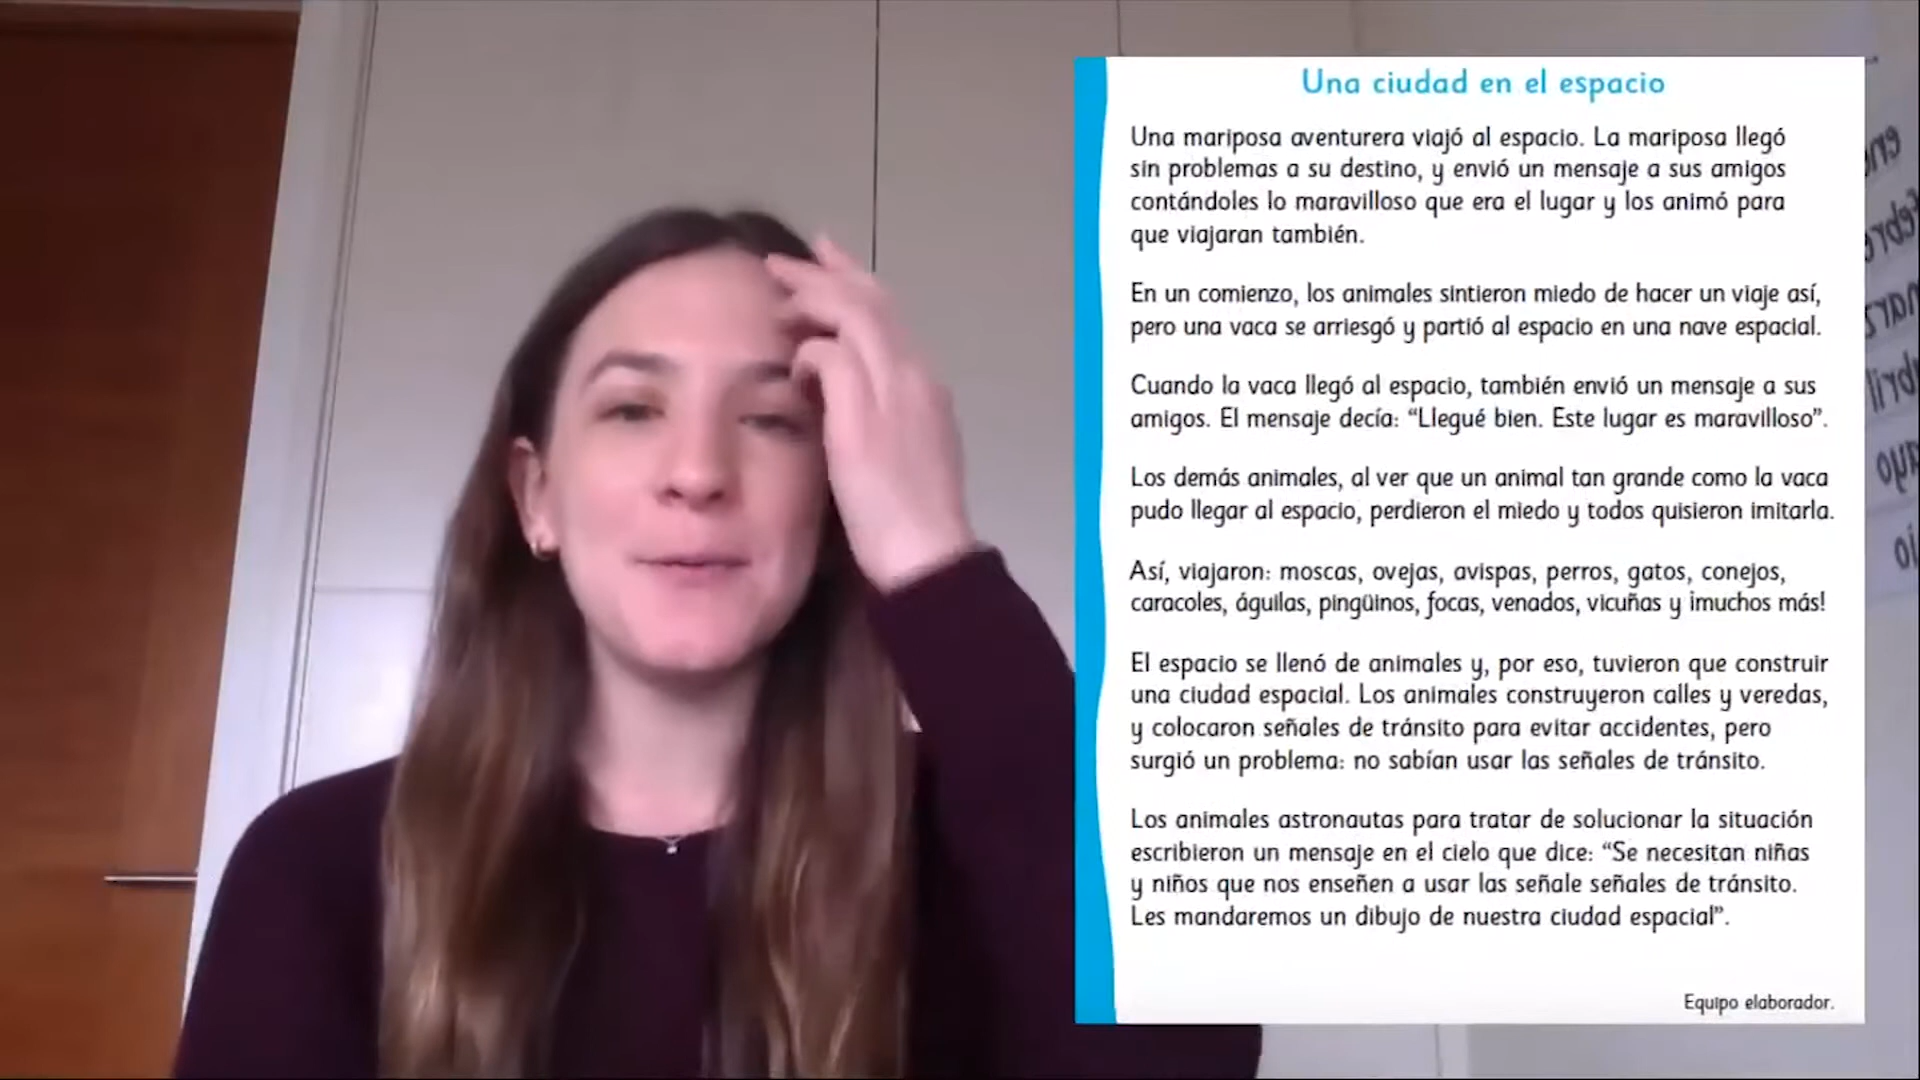 Una ciudad en el espacio
Una mariposa aventurera viajó al espacio. La mariposa llegó
sin problemas a su destino, y envió un mensaje a sus amigos
contándoles lo maravilloso que era el lugar y los animó para
que viajaran también.
En un comienzo, los animales sintieron miedo de hacer un viaje así,
pero una vaca se arriesgó y partió al espacio en una nave espacial.
Cuando la vaca llegó al espacio, también envió un mensaje a sus
amigos. El mensaje decía: “Llegué bien. Este lugar es maravilloso”.
Los demás animales, al ver que un animal tan grande como la vaca
pudo llegar al espacio, perdieron el miedo y todos quisieron imitarla.
Así, viajaron: moscas, ovejas, avispas, perros, gatos, conejos,
caracoles, águilas, pingüinos, focas, venados, vicuñas y ¡muchos más!
El espacio se llenó de animales y, por eso, tuvieron que construir
una ciudad espacial. Los animales construyeron calles y veredas,
y colocaron señales de tránsito para evitar accidentes, pero
surgió un problema: no sabían usar las señales de tránsito.
Los animales astronautas para tratar de solucionar la situación
escribieron un mensaje en el cielo que dice: “Se necesitan niñas
y niños que nos enseñen a usar las señale señales de tránsito.
Les mandaremos un dibujo de nuestra ciudad espacial”.
Equipo elaborador.